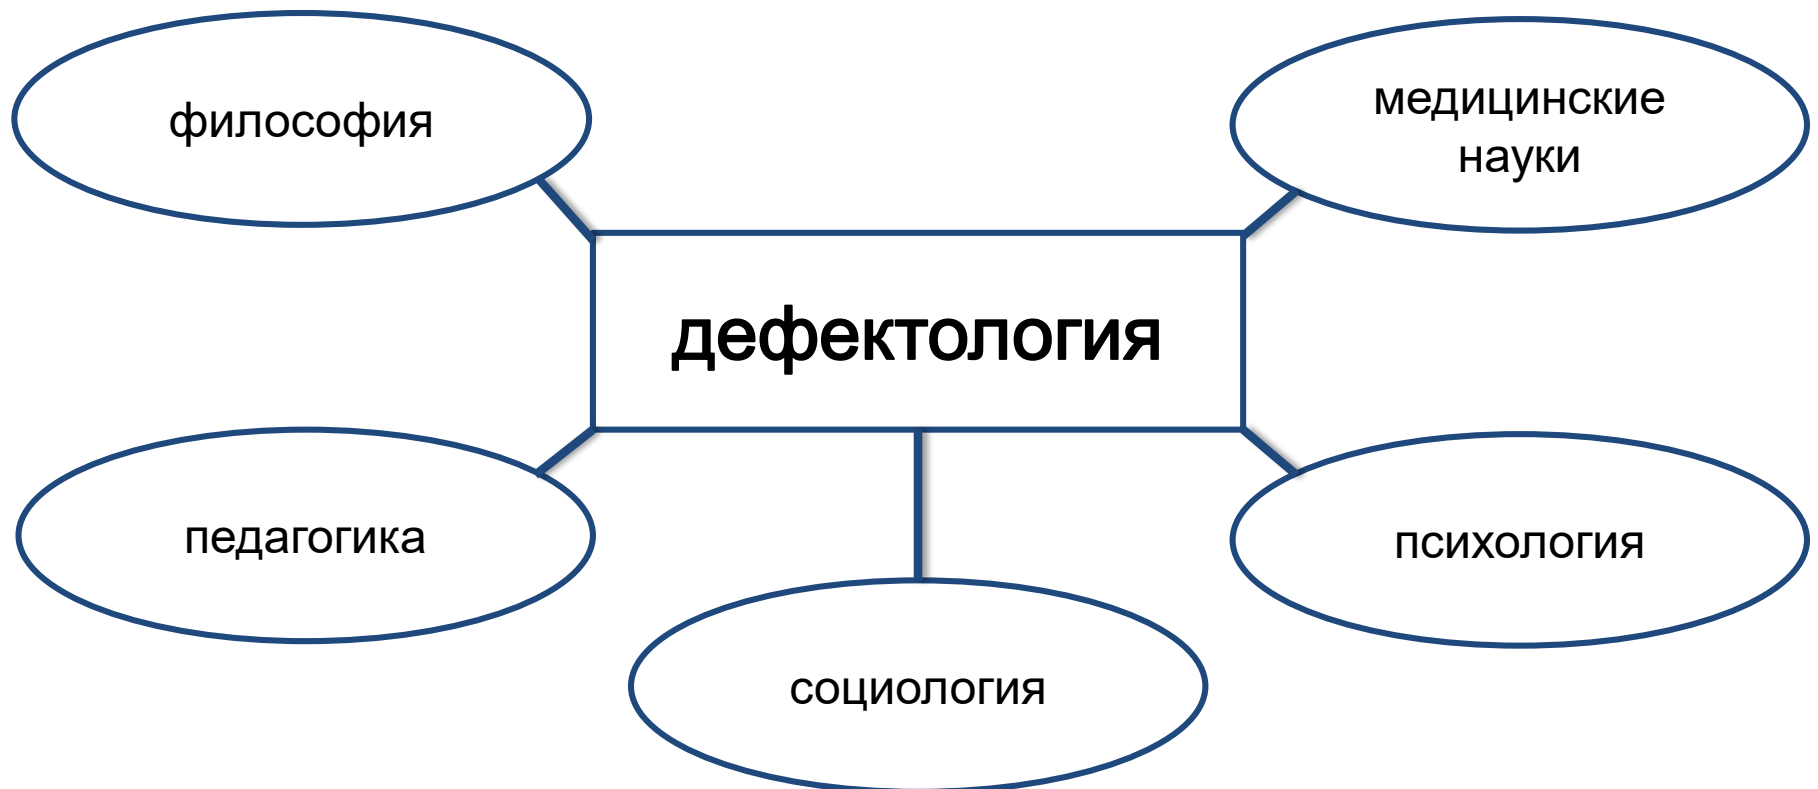 философия
медицинские
науки
дефектология
педагогика
психология
социология